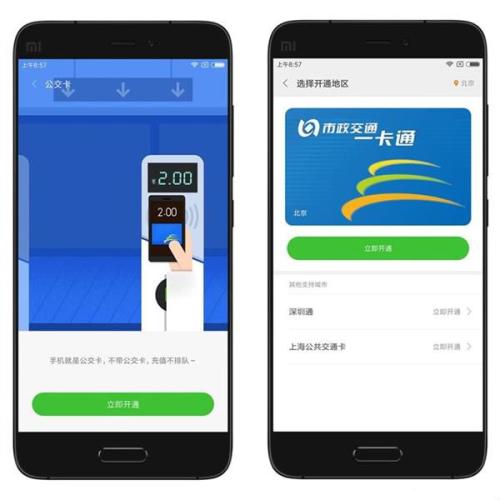 mi
上午8:57
公交卡
¥2.00
2.00
手机就是公交卡，不带公交卡，充值不排队~
立即开通
mi
上午8:57
选择开通地区
北京
市政交通
一卡通
北京
立即开通
其他支持城市
深圳通
立即开通
上海公共交通卡
立即开通